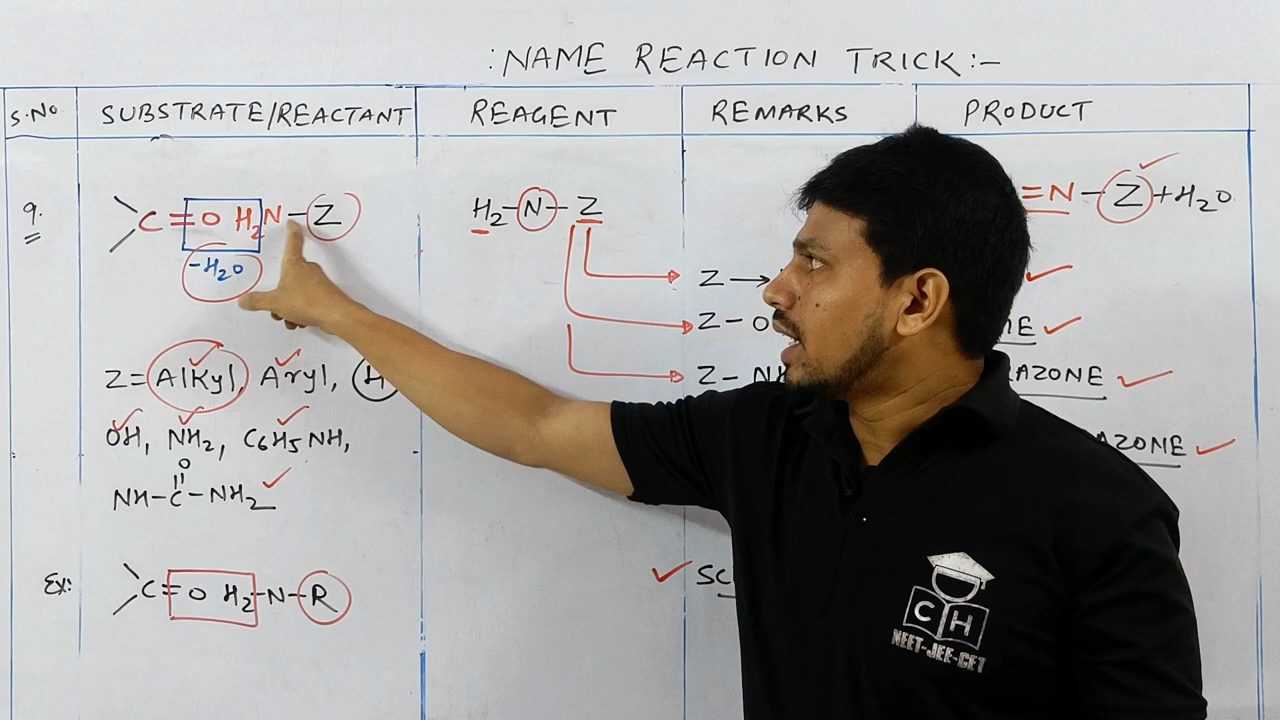 :NAME REACTION TRICK:-
S.No SUBSTRATE/REACTANT REAGENT REMARKS PRODUCT
9. C=O H2N-Z H2-N-Z =N-Z+H2O
-H2O
Z→
Z-O
Z=Alkyl, Aryl, H Z-NH AZONE
OH, NH2, C6H5NH, AZONE
O
NH-C-NH2
Ex: C=O H2-N-R SC
C H
NEET-JEE-CET